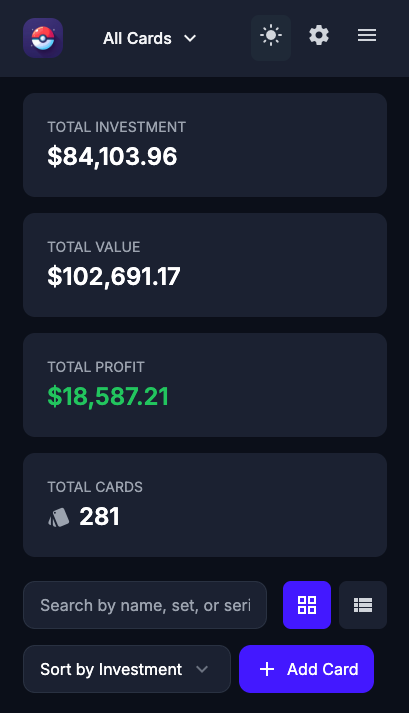 All Cards
TOTAL INVESTMENT
$84,103.96
TOTAL VALUE
$102,691.17
TOTAL PROFIT
$18,587.21
TOTAL CARDS
281
Search by name, set, or seri
Sort by Investment
Add Card